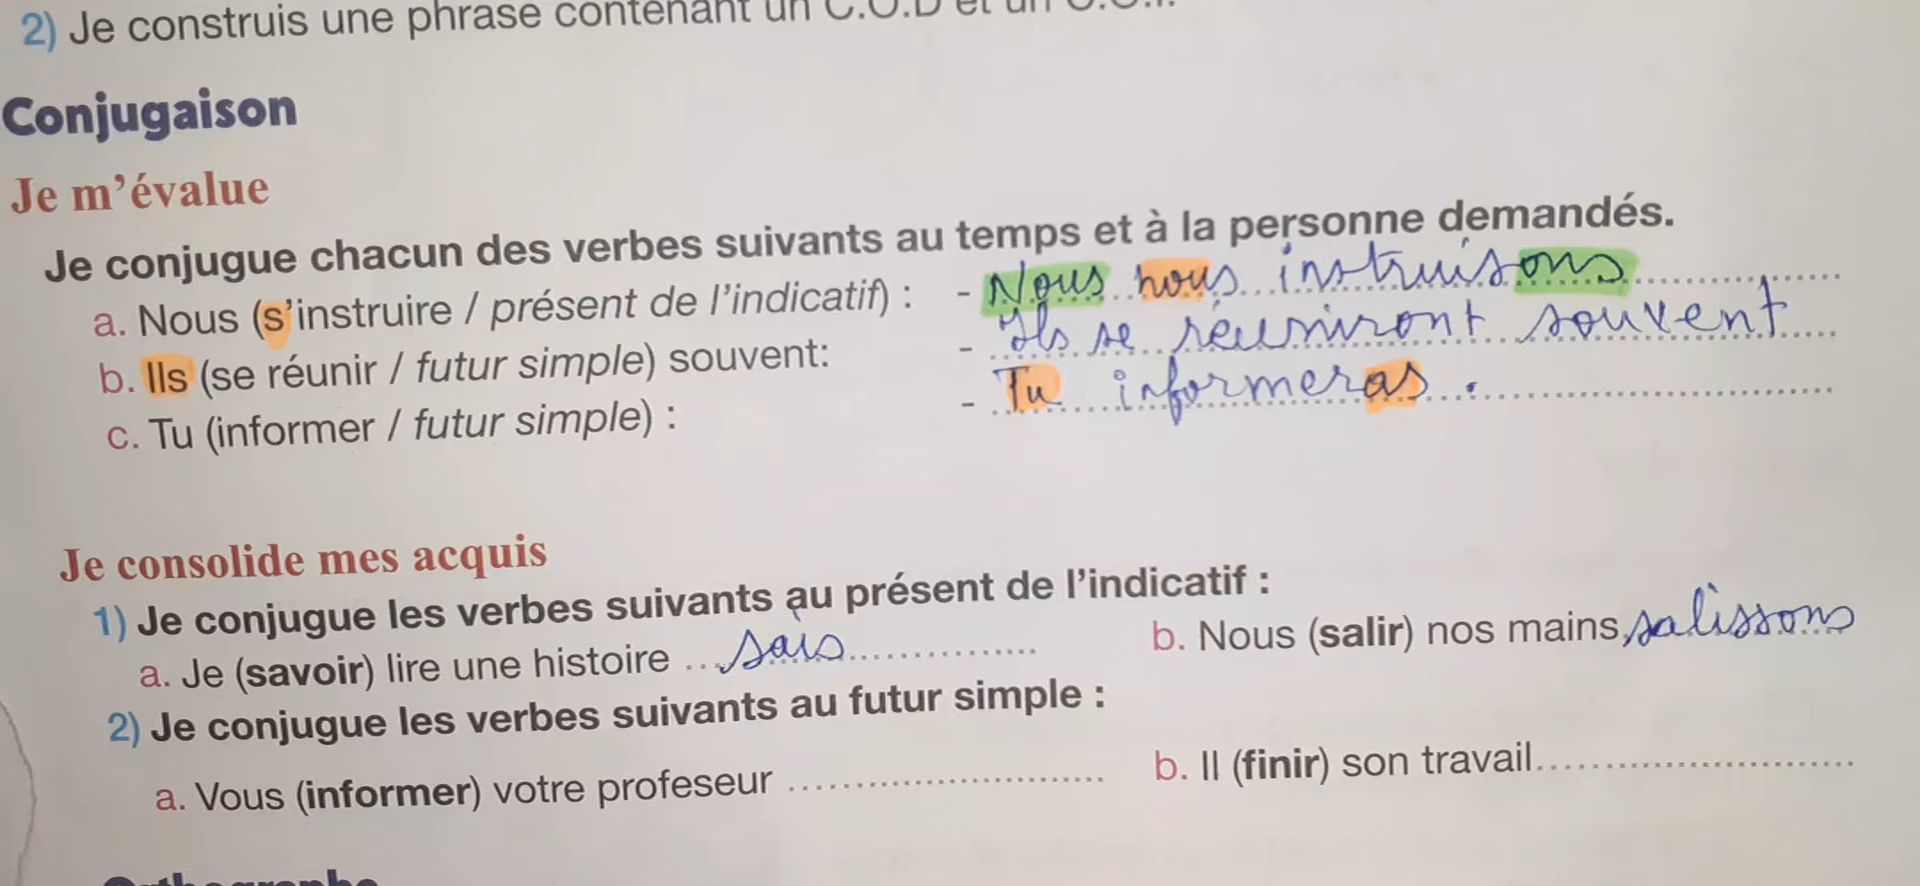 2) Je construis une phrase contenant un C.O.D et un C.O.I.
Conjugaison
Je m'évalue
Je conjugue chacun des verbes suivants au temps et à la personne demandés.
a. Nous (s'instruire / présent de l'indicatif) : - Nous nous instruisons
b. Ils (se réunir / futur simple) souvent: - Ils se réuniront souvent
c. Tu (informer / futur simple) : - Tu informeras.
Je consolide mes acquis
1) Je conjugue les verbes suivants au présent de l'indicatif :
a. Je (savoir) lire une histoire ... sais ... b. Nous (salir) nos mains salissons
2) Je conjugue les verbes suivants au futur simple :
a. Vous (informer) votre profeseur ... b. Il (finir) son travail...
Orthographe